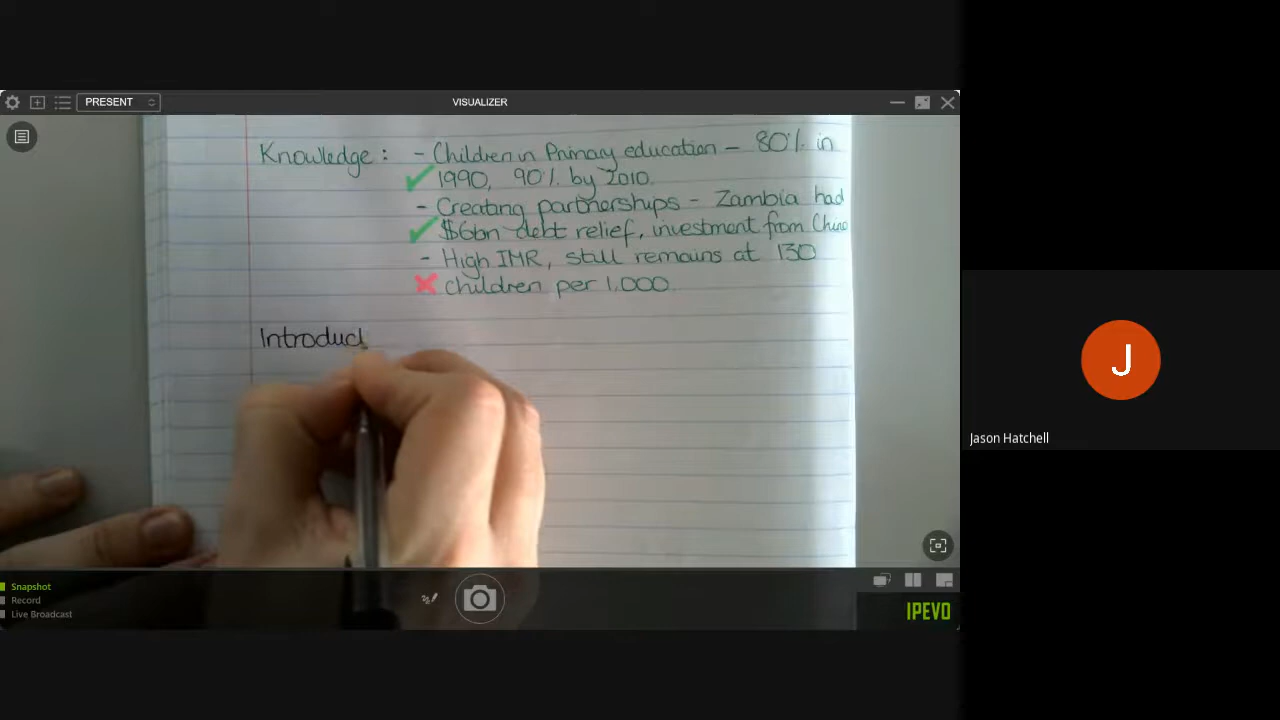 PRESENT
VISUALIZER
Knowledge : - Children in Primary education – 80% in
1990, 90% by 2010.
- Creating partnerships - Zambia had
$6bn debt relief, investment from China
- High IMR, still remains at 130
children per 1,000.
Introduct
Jason Hatchell
J
Snapshot
Record
Live Broadcast
IPEVO